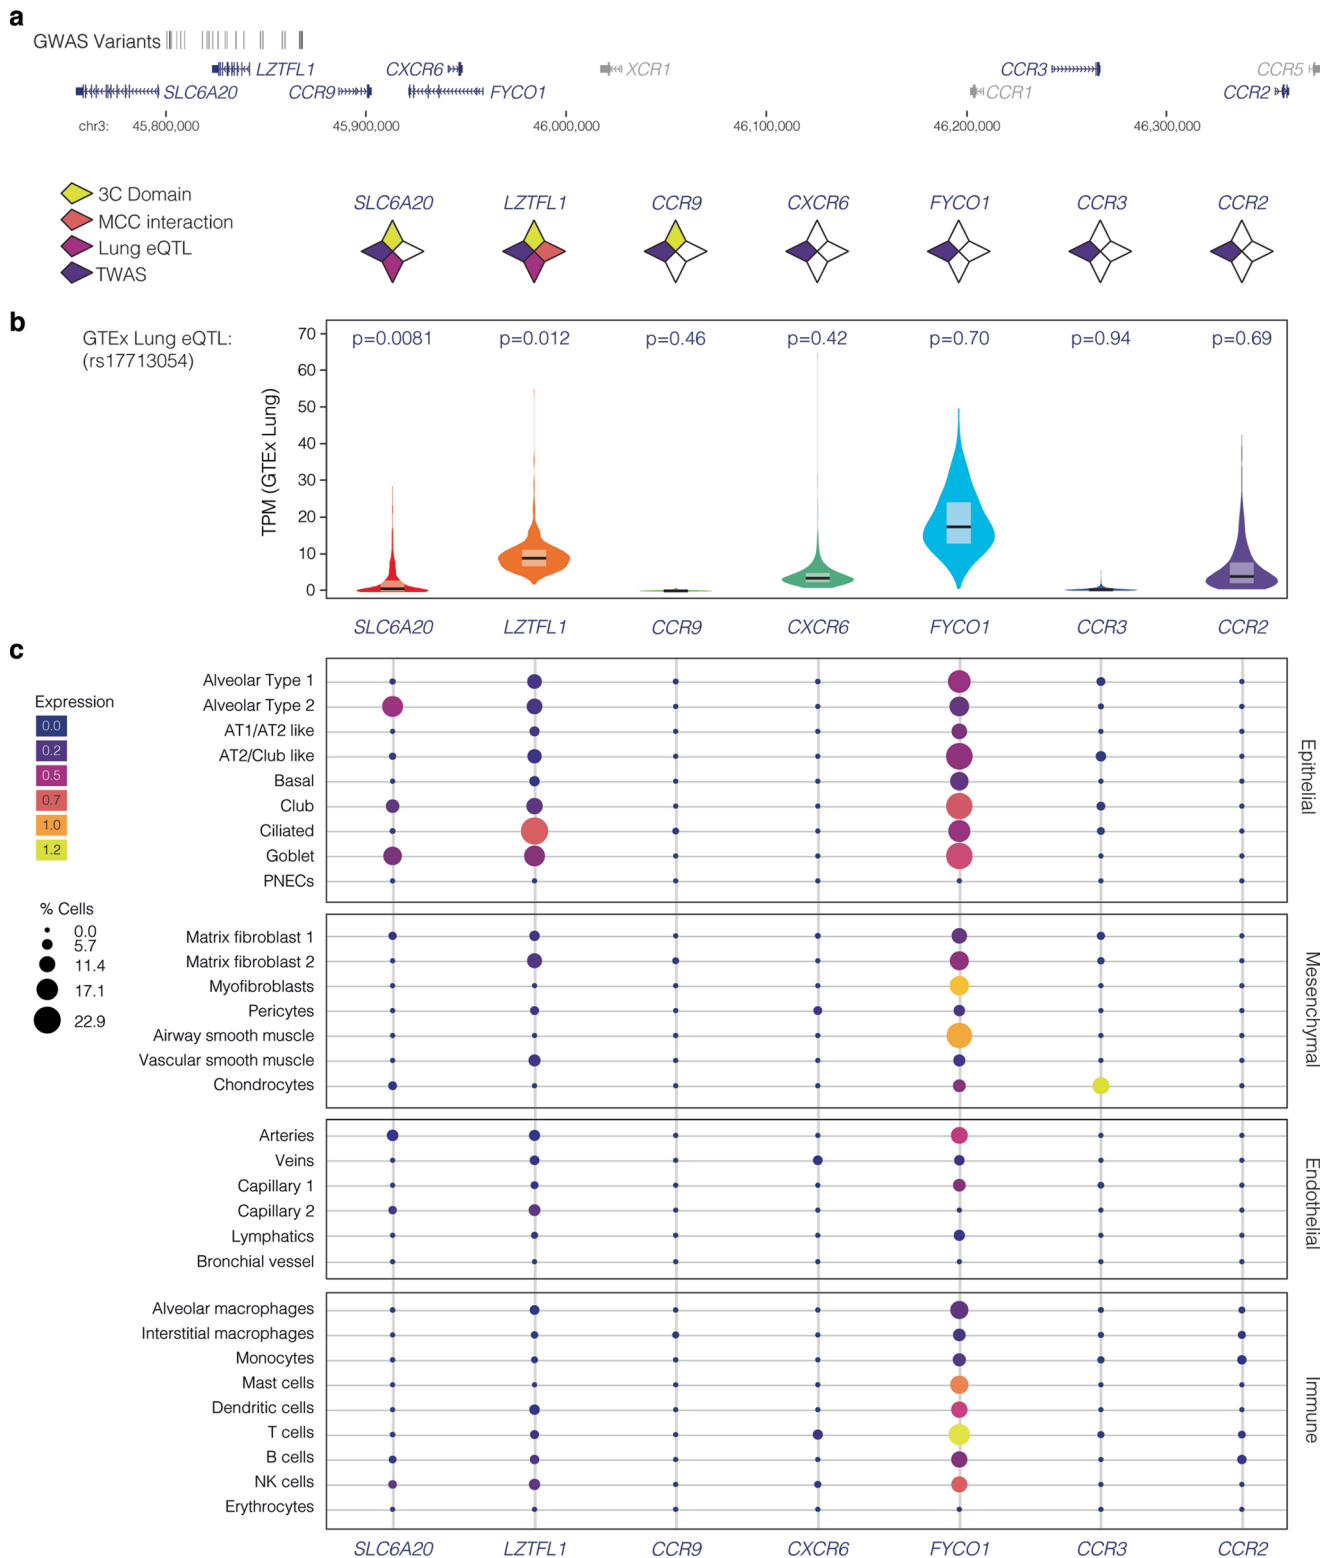 a
GWAS Variants
LZTFL1 CXCR6 XCR1 CCR3 CCR5
SLC6A20 CCR9 FYCO1 CCR1 CCR2
chr3: 45,800,000 45,900,000 46,000,000 46,100,000 46,200,000 46,300,000
3C Domain
MCC interaction
Lung eQTL
TWAS
SLC6A20 LZTFL1 CCR9 CXCR6 FYCO1 CCR3 CCR2
b
GTEx Lung eQTL:
(rs17713054)
TPM (GTEx Lung)
70
60
50
40
30
20
10
0
p=0.0081 p=0.012 p=0.46 p=0.42 p=0.70 p=0.94 p=0.69
SLC6A20 LZTFL1 CCR9 CXCR6 FYCO1 CCR3 CCR2
c
Expression
0.0
0.2
0.5
0.7
1.0
1.2
% Cells
0.0
5.7
11.4
17.1
22.9
Alveolar Type 1
Alveolar Type 2
AT1/AT2 like
AT2/Club like
Basal
Club
Ciliated
Goblet
PNECs
Epithelial
Matrix fibroblast 1
Matrix fibroblast 2
Myofibroblasts
Pericytes
Airway smooth muscle
Vascular smooth muscle
Chondrocytes
Mesenchymal
Arteries
Veins
Capillary 1
Capillary 2
Lymphatics
Bronchial vessel
Endothelial
Alveolar macrophages
Interstitial macrophages
Monocytes
Mast cells
Dendritic cells
T cells
B cells
NK cells
Erythrocytes
Immune
SLC6A20 LZTFL1 CCR9 CXCR6 FYCO1 CCR3 CCR2